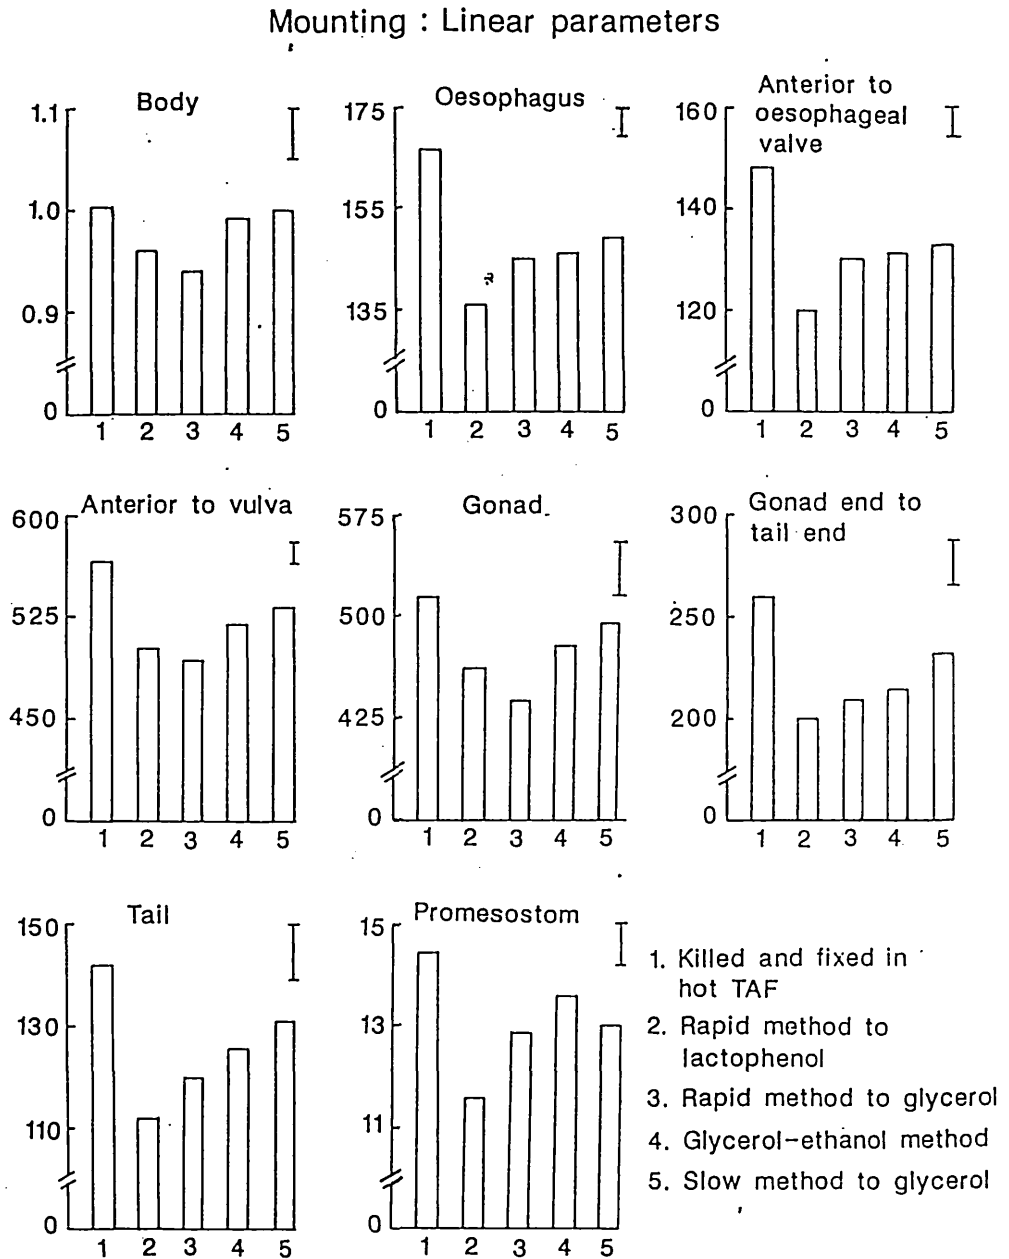 Mounting : Linear parameters
Body
1.1
1.0
0.9
0
1 2 3 4 5
Oesophagus
175
155
135
0
1 2 3 4 5
Anterior to
oesophageal
valve
160
140
120
0
1 2 3 4 5
Anterior to vulva
600
525
450
0
1 2 3 4 5
Gonad
575
500
425
0
1 2 3 4 5
Gonad end to
tail end
300
250
200
0
1 2 3 4 5
Tail
150
130
110
0
1 2 3 4 5
Promesostom
15
13
11
0
1 2 3 4 5
1. Killed and fixed in
hot TAF
2. Rapid method to
lactophenol
3. Rapid method to glycerol
4. Glycerol-ethanol method
5. Slow method to glycerol